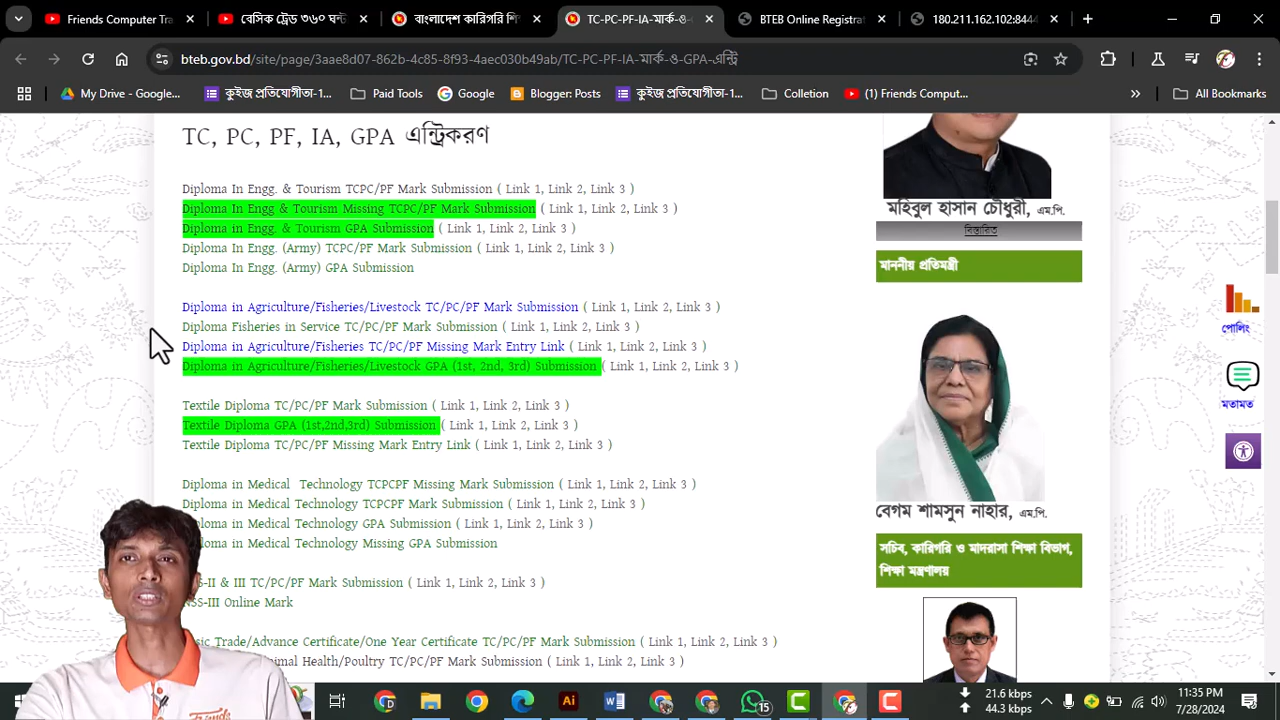 bteb.gov.bd
বাকাশিবো ট্রেড
রেজিস্ট্রেশন
TC-PC-PF-IA-মার্ক-
BTEB Online Registrat
180.211.162.102:8444
bteb.gov.bd/site/page/3aae8d07-862b-4c85-8f93-4aec030b49ab/TC-PC-PF-IA-মার্ক-ও-GPA-এন্ট্রি
My Drive - Google...
কুইজ প্রতিযোগীতা-1...
Paid Tools
Google
Blogger: Posts
কুইজ প্রতিযোগীতা-1...
Colletion
(1) Friends Comput...
All Bookmarks
TC, PC, PF, IA, GPA এন্ট্রিকরণ
Diploma In Engg. & Tourism TCPC/PF Mark Submission ( Link 1, Link 2, Link 3 )
Diploma In Engg & Tourism Missing TCPC/PF Mark Submission ( Link 1, Link 2, Link 3 )
Diploma in Engg. & Tourism GPA Submission ( Link 1, Link 2, Link 3 )
Diploma In Engg. (Army) TCPC/PF Mark Submission ( Link 1, Link 2, Link 3 )
Diploma In Engg. (Army) GPA Submission
Diploma in Agriculture/Fisheries/Livestock TC/PC/PF Mark Submission ( Link 1, Link 2, Link 3 )
Diploma Fisheries in Service TC/PC/PF Mark Submission ( Link 1, Link 2, Link 3 )
Diploma in Agriculture/Fisheries TC/PC/PF Missing Mark Entry Link ( Link 1, Link 2, Link 3 )
Diploma in Agriculture/Fisheries/Livestock GPA (1st, 2nd, 3rd) Submission ( Link 1, Link 2, Link 3 )
Textile Diploma TC/PC/PF Mark Submission ( Link 1, Link 2, Link 3 )
Textile Diploma GPA (1st,2nd,3rd) Submission ( Link 1, Link 2, Link 3 )
Textile Diploma TC/PC/PF Missing Mark Entry Link ( Link 1, Link 2, Link 3 )
Diploma in Medical Technology TCPCPF Missing Mark Submission ( Link 1, Link 2, Link 3 )
Diploma in Medical Technology TCPCPF Mark Submission ( Link 1, Link 2, Link 3 )
Diploma in Medical Technology GPA Submission ( Link 1, Link 2, Link 3 )
Diploma in Medical Technology Missing GPA Submission
II & III TC/PC/PF Mark Submission ( Link 1, Link 2, Link 3 )
III Online Mark
Trade/Advance Certificate/One Year Certificate TC/PC/PF Mark Submission ( Link 1, Link 2, Link 3 )
Health/Poultry TC/PC/PF Mark Submission ( Link 1, Link 2, Link 3 )
মহিবুল হাসান চৌধুরী, এম.পি.
বিস্তারিত
মাননীয় প্রতিমন্ত্রী
বেগম শামসুন নাহার, এম.পি.
সচিব, কারিগরি ও মাদরাসা শিক্ষা বিভাগ,
শিক্ষা মন্ত্রণালয়
পোলিং
মতামত
15
21.6 kbps
44.3 kbps
11:35 PM
7/28/2024